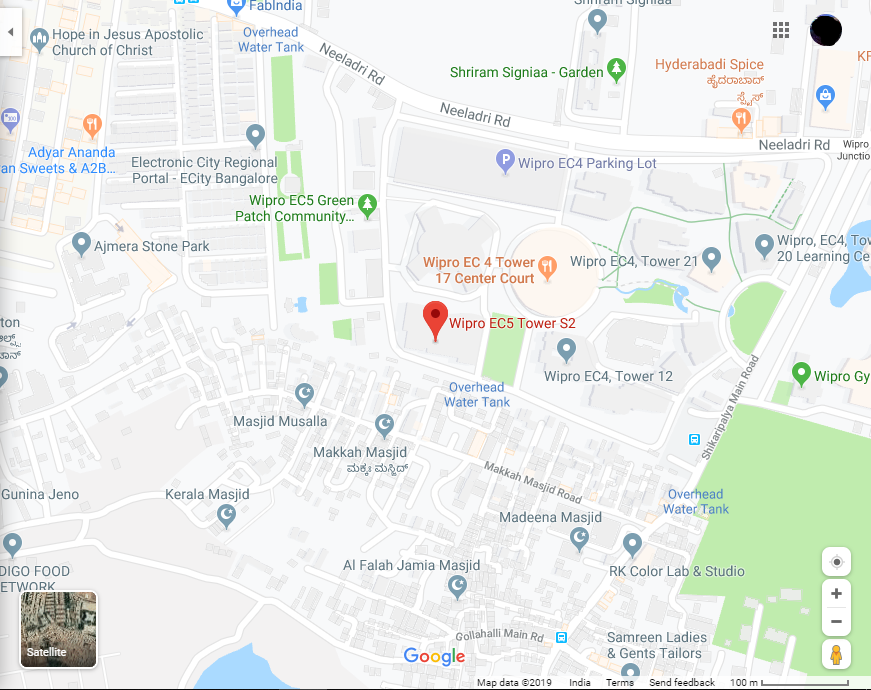 FabIndia
Shriram Signiaa
Hope in Jesus Apostolic
Church of Christ
Overhead
Water Tank
Neeladri Rd
Shriram Signiaa - Garden
Hyderabadi Spice
ಹೈದರಾಬಾದ್
ಸ್ಪೈಸ್
Neeladri Rd
Neeladri Rd
Wipro
Junctio
Adyar Ananda
an Sweets & A2B...
Electronic City Regional
Portal - ECity Bangalore
P
Wipro EC4 Parking Lot
Wipro EC5 Green
Patch Community...
Ajmera Stone Park
Wipro EC 4 Tower
17 Center Court
Wipro EC4, Tower 21
Wipro, EC4, Tow
20 Learning Ce
Wipro EC5 Tower S2
Wipro EC4, Tower 12
Wipro Gy
Overhead
Water Tank
Shikaripalya Main Road
Masjid Musalla
Makkah Masjid
ಮಕ್ಕಃ ಮಸ್ಜಿದ್
Makkah Masjid Road
Gunina Jeno
Kerala Masjid
Overhead
Water Tank
Madeena Masjid
Al Falah Jamia Masjid
RK Color Lab & Studio
DIGO FOOD
ETWORK
Satellite
Gollahalli Main Rd
Samreen Ladies
& Gents Tailors
Google
Map data ©2019 India Terms Send feedback 100 m